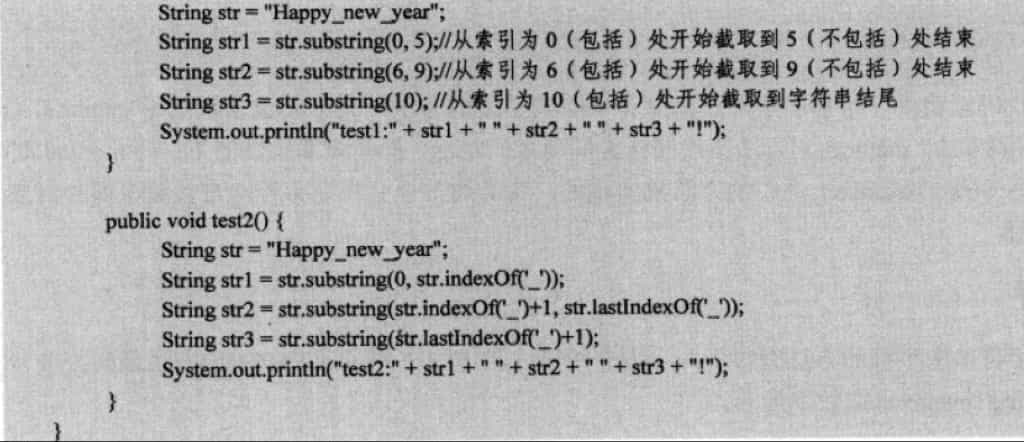 String str = "Happy_new_year";
String str1 = str.substring(0, 5);//从索引为 0（包括）处开始截取到 5（不包括）处结束
String str2 = str.substring(6, 9);//从索引为 6（包括）处开始截取到 9（不包括）处结束
String str3 = str.substring(10); //从索引为 10（包括）处开始截取到字符串结尾
System.out.println("test1:" + str1 + " " + str2 + " " + str3 + "!");
}
public void test2() {
String str = "Happy_new_year";
String str1 = str.substring(0, str.indexOf('_'));
String str2 = str.substring(str.indexOf('_')+1, str.lastIndexOf('_'));
String str3 = str.substring(str.lastIndexOf('_')+1);
System.out.println("test2:" + str1 + " " + str2 + " " + str3 + "!");
}
}